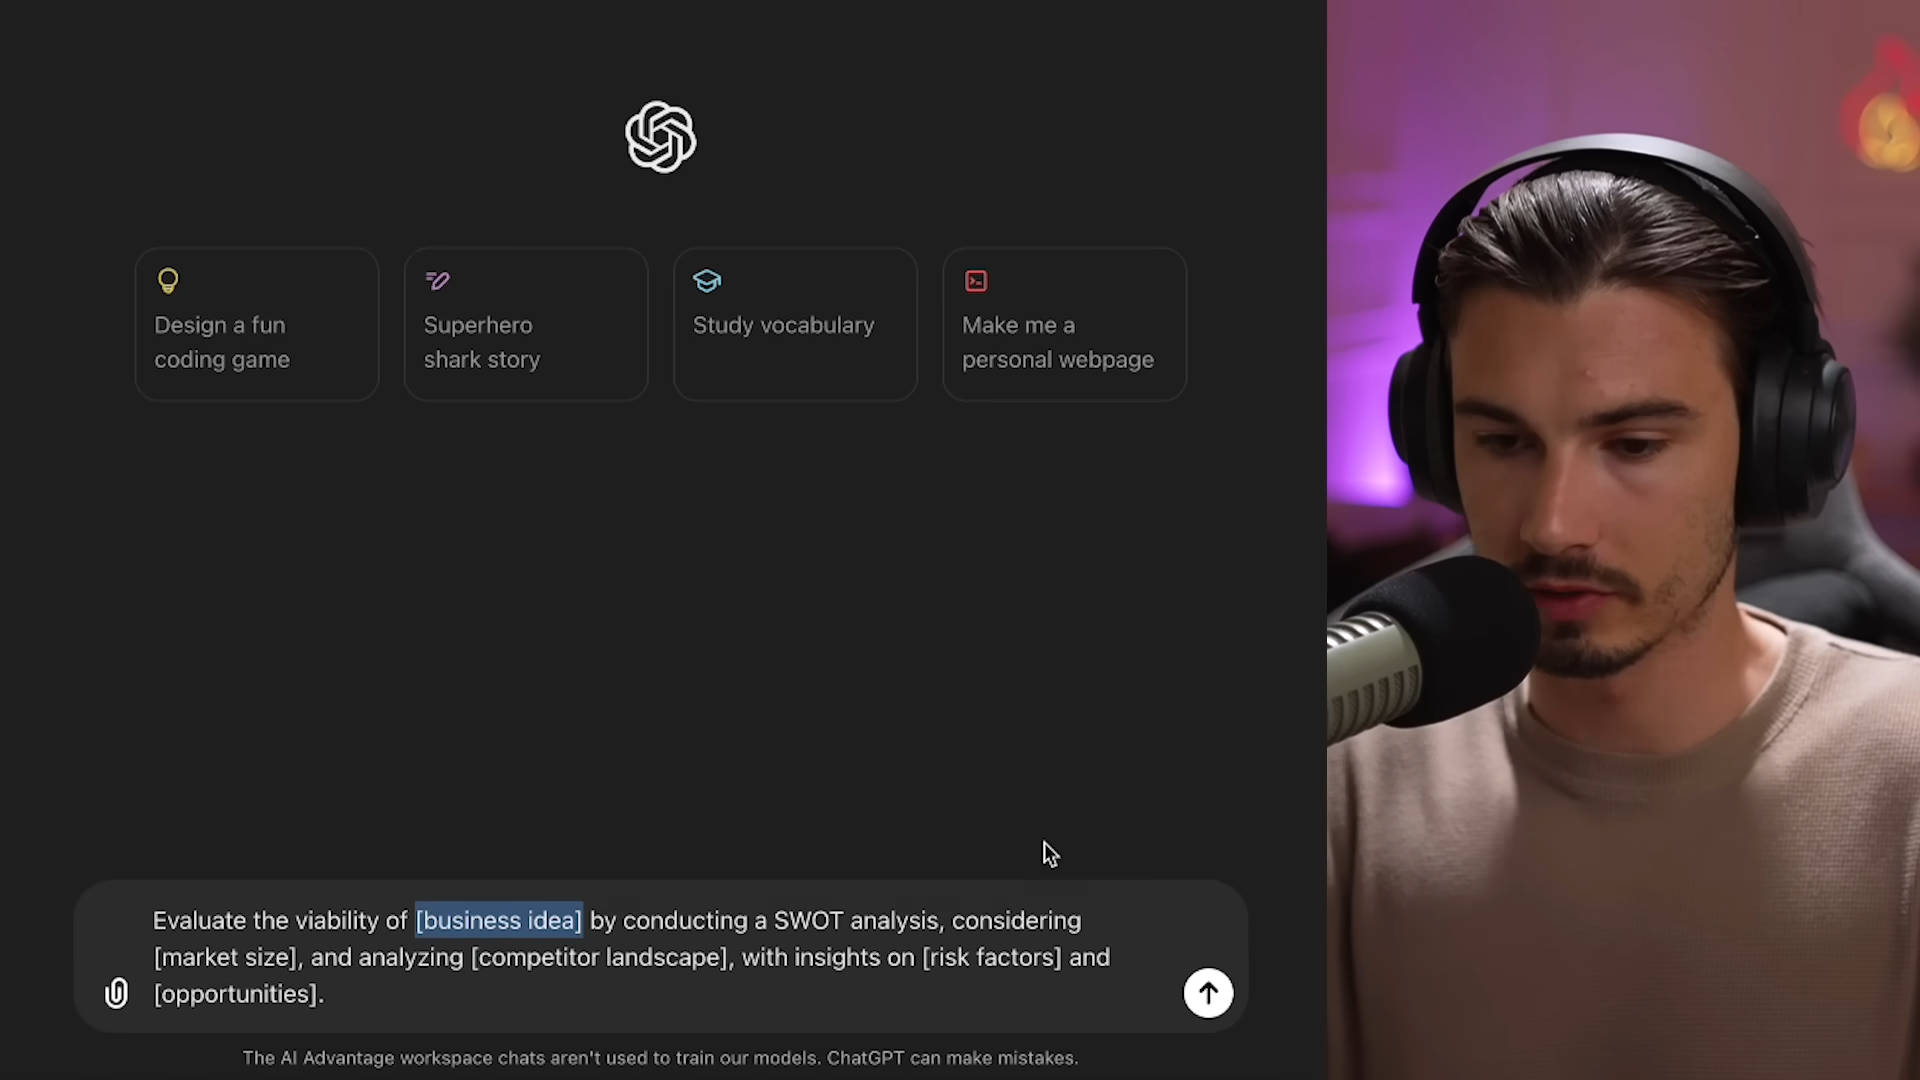 Design a fun
coding game
Superhero
shark story
Study vocabulary
Make me a
personal webpage
Evaluate the viability of [business idea] by conducting a SWOT analysis, considering
[market size], and analyzing [competitor landscape], with insights on [risk factors] and
[opportunities].
The AI Advantage workspace chats aren't used to train our models. ChatGPT can make mistakes.